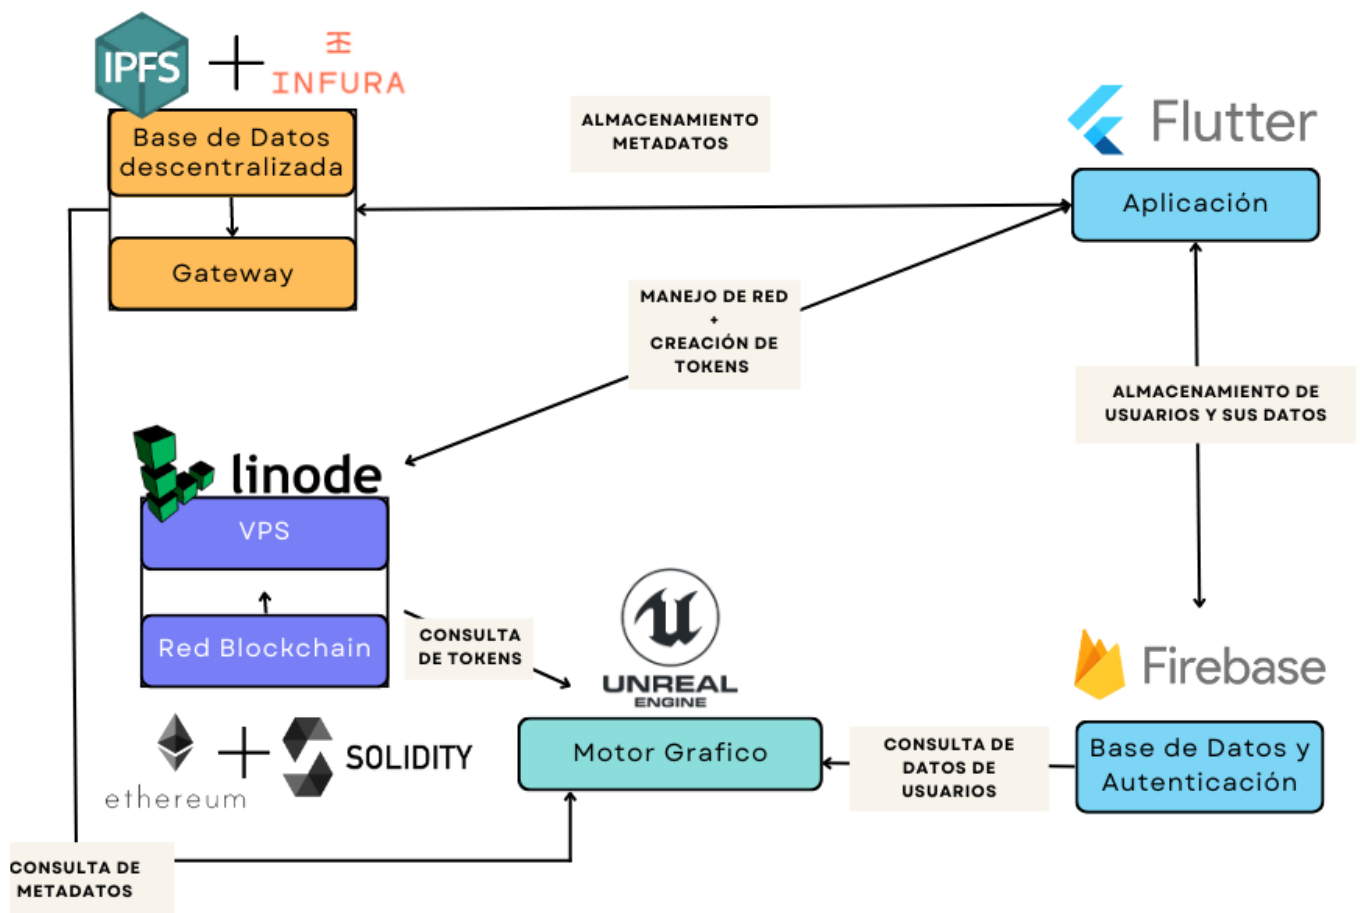 IPFS
INFURA
Base de Datos
descentralizada
Gateway
ALMACENAMIENTO
METADATOS
Flutter
Aplicación
MANEJO DE RED
+
CREACIÓN DE
TOKENS
ALMACENAMIENTO DE
USUARIOS Y SUS DATOS
linode
VPS
Red Blockchain
CONSULTA
DE TOKENS
UNREAL
ENGINE
Motor Grafico
Firebase
Base de Datos y
Autenticación
CONSULTA DE
DATOS DE
USUARIOS
ethereum
SOLIDITY
CONSULTA DE
METADATOS